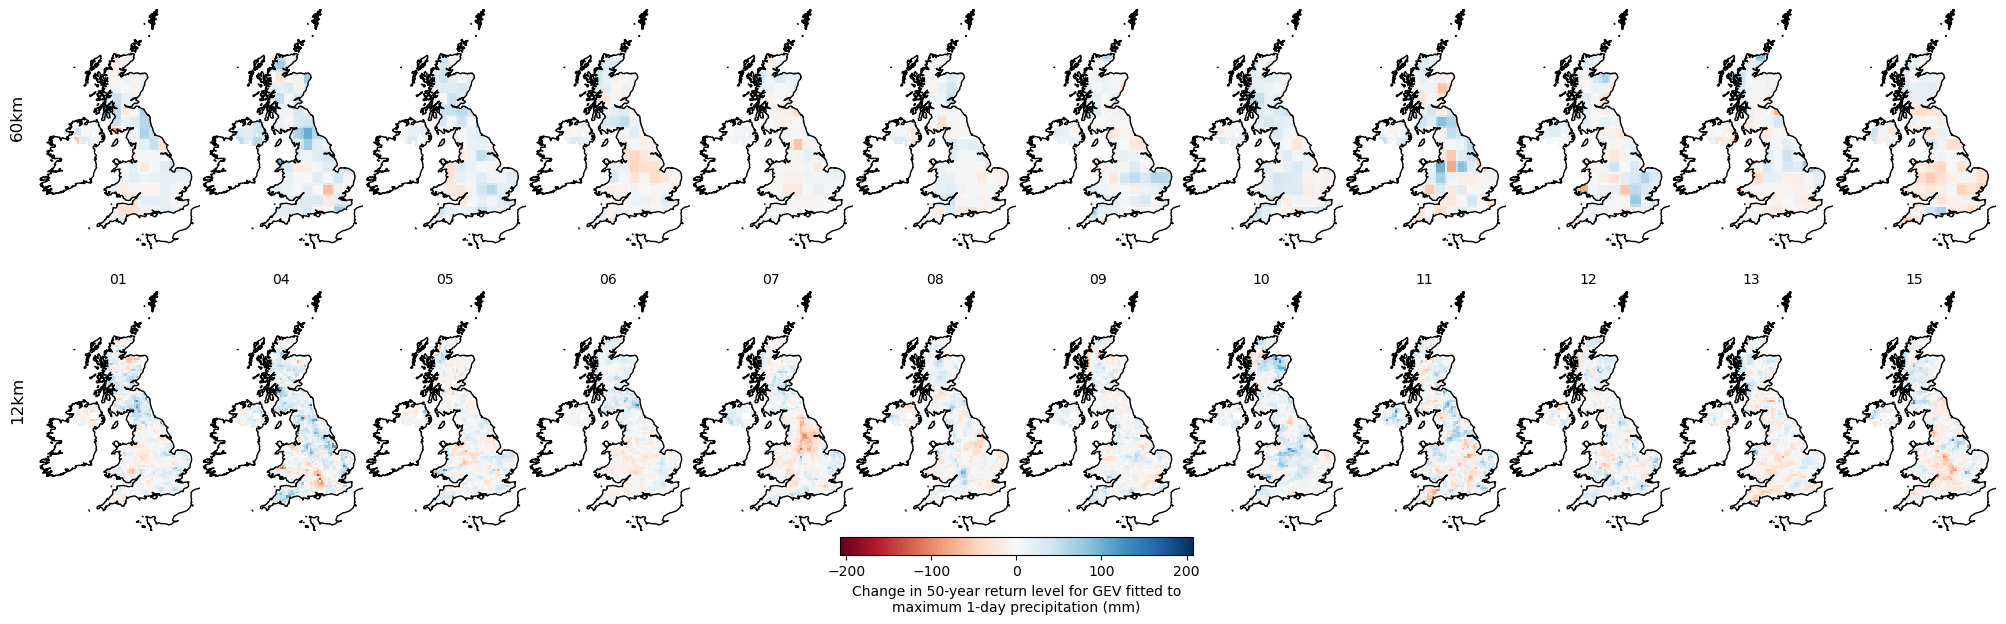 60km
01 04 05 06 07 08 09 10 11 12 13 15
12km
−200 −100 0 100 200
Change in 50-year return level for GEV fitted to
maximum 1-day precipitation (mm)